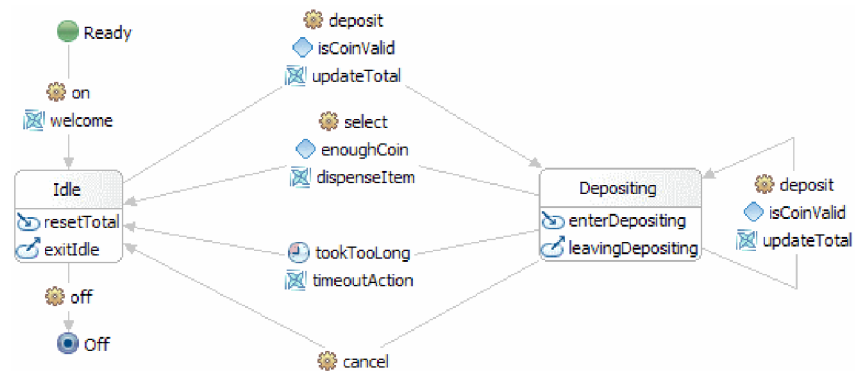 Ready
on
welcome
Idle
resetTotal
exitIdle
off
Off
deposit
isCoinValid
updateTotal
select
enoughCoin
dispenseItem
tookTooLong
timeoutAction
cancel
Depositing
enterDepositing
leavingDepositing
deposit
isCoinValid
updateTotal